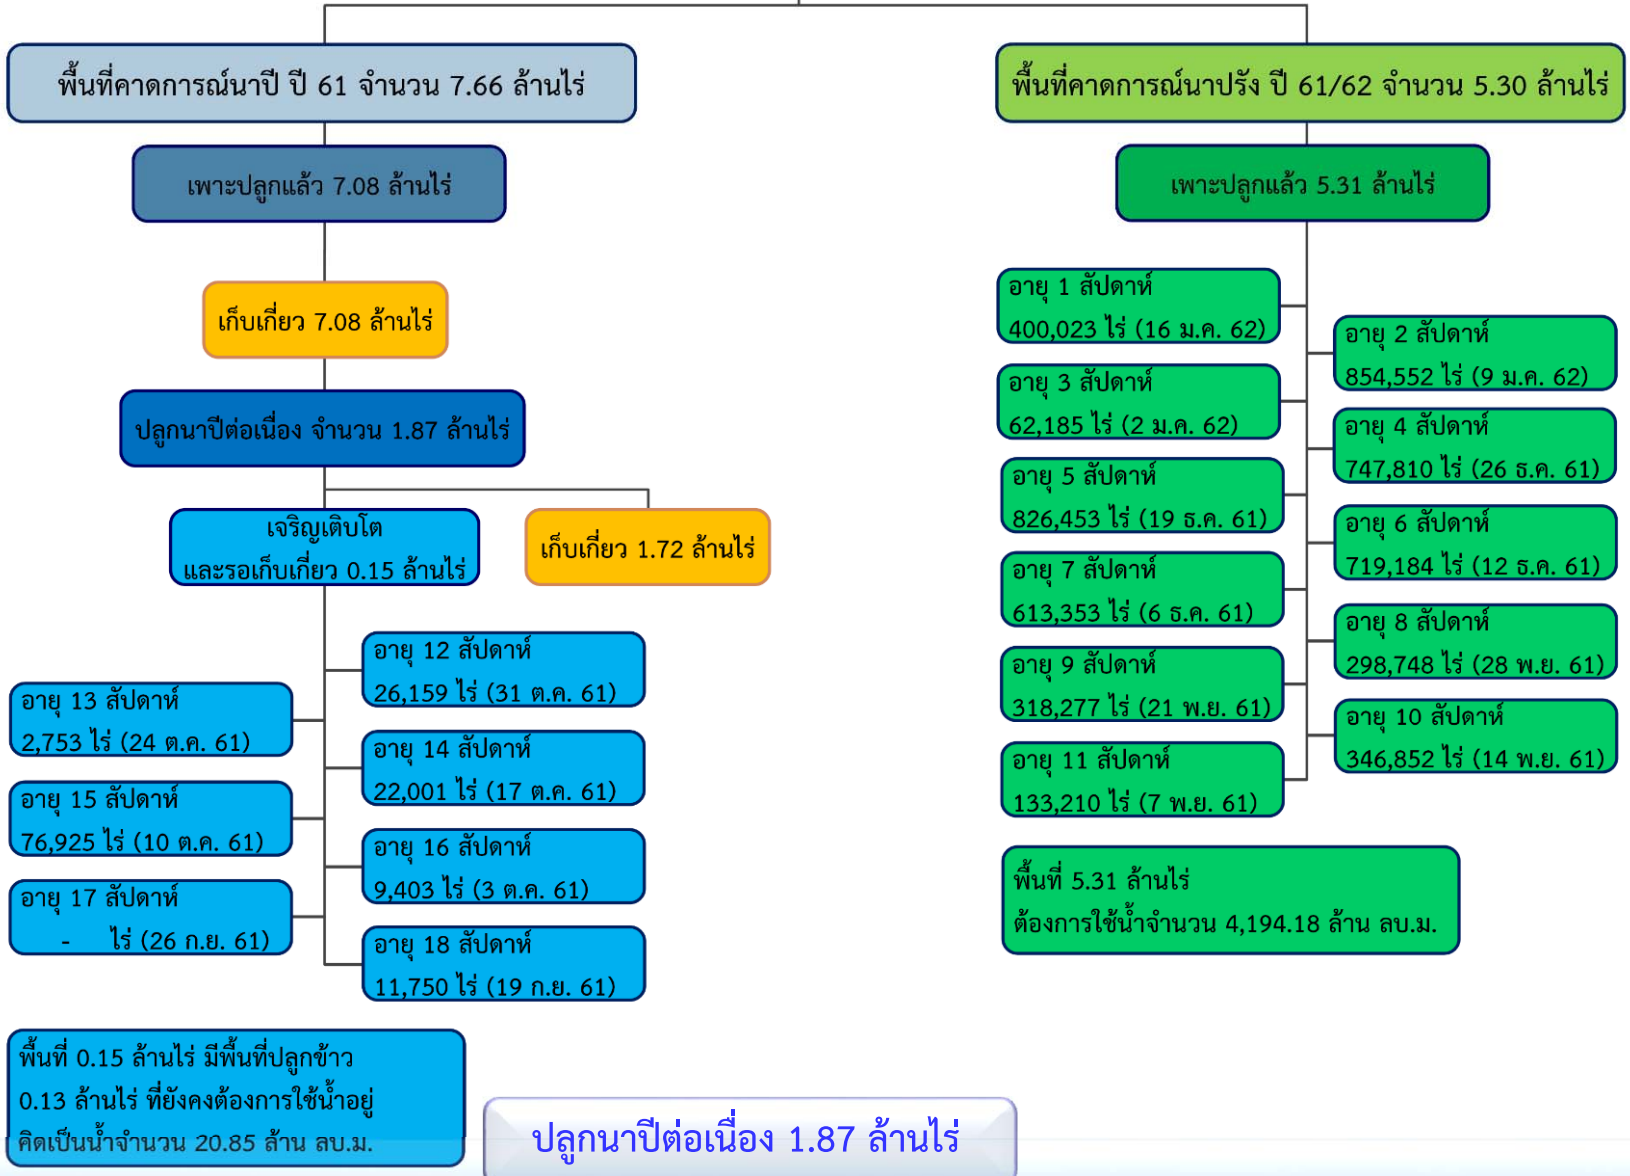 พื้นที่คาดการณ์นาปี ปี 61 จำนวน 7.66 ล้านไร่
เพาะปลูกแล้ว 7.08 ล้านไร่
เก็บเกี่ยว 7.08 ล้านไร่
ปลูกนาปีต่อเนื่อง จำนวน 1.87 ล้านไร่
เจริญเติบโต
และรอเก็บเกี่ยว 0.15 ล้านไร่
เก็บเกี่ยว 1.72 ล้านไร่
อายุ 12 สัปดาห์
26,159 ไร่ (31 ต.ค. 61)
อายุ 13 สัปดาห์
2,753 ไร่ (24 ต.ค. 61)
อายุ 14 สัปดาห์
22,001 ไร่ (17 ต.ค. 61)
อายุ 15 สัปดาห์
76,925 ไร่ (10 ต.ค. 61)
อายุ 16 สัปดาห์
9,403 ไร่ (3 ต.ค. 61)
อายุ 17 สัปดาห์
- ไร่ (26 ก.ย. 61)
อายุ 18 สัปดาห์
11,750 ไร่ (19 ก.ย. 61)
พื้นที่ 0.15 ล้านไร่ มีพื้นที่ปลูกข้าว
0.13 ล้านไร่ ที่ยังคงต้องการใช้น้ำอยู่
คิดเป็นน้ำจำนวน 20.85 ล้าน ลบ.ม.
ปลูกนาปีต่อเนื่อง 1.87 ล้านไร่
พื้นที่คาดการณ์นาปรัง ปี 61/62 จำนวน 5.30 ล้านไร่
เพาะปลูกแล้ว 5.31 ล้านไร่
อายุ 1 สัปดาห์
400,023 ไร่ (16 ม.ค. 62)
อายุ 2 สัปดาห์
854,552 ไร่ (9 ม.ค. 62)
อายุ 3 สัปดาห์
62,185 ไร่ (2 ม.ค. 62)
อายุ 4 สัปดาห์
747,810 ไร่ (26 ธ.ค. 61)
อายุ 5 สัปดาห์
826,453 ไร่ (19 ธ.ค. 61)
อายุ 6 สัปดาห์
719,184 ไร่ (12 ธ.ค. 61)
อายุ 7 สัปดาห์
613,353 ไร่ (6 ธ.ค. 61)
อายุ 8 สัปดาห์
298,748 ไร่ (28 พ.ย. 61)
อายุ 9 สัปดาห์
318,277 ไร่ (21 พ.ย. 61)
อายุ 10 สัปดาห์
346,852 ไร่ (14 พ.ย. 61)
อายุ 11 สัปดาห์
133,210 ไร่ (7 พ.ย. 61)
พื้นที่ 5.31 ล้านไร่
ต้องการใช้น้ำจำนวน 4,194.18 ล้าน ลบ.ม.